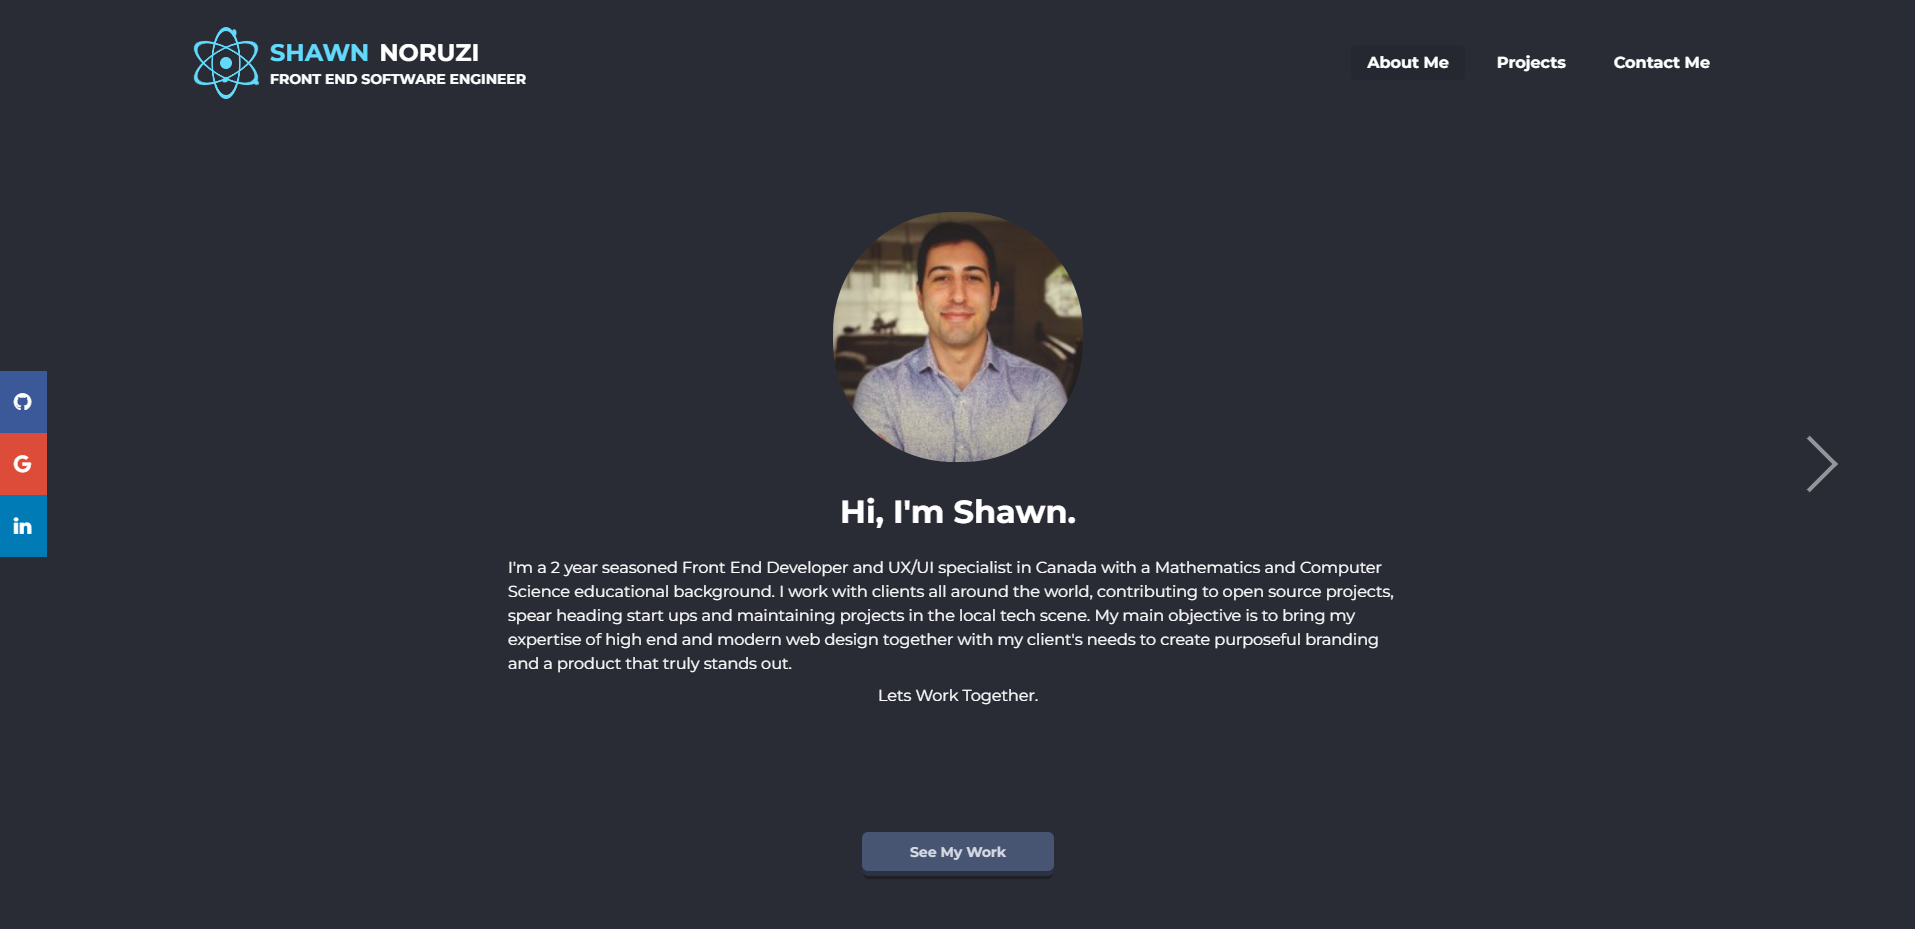 SHAWN NORUZI
FRONT END SOFTWARE ENGINEER
About Me
Projects
Contact Me
Hi, I'm Shawn.
I'm a 2 year seasoned Front End Developer and UX/UI specialist in Canada with a Mathematics and Computer
Science educational background. I work with clients all around the world, contributing to open source projects,
spear heading start ups and maintaining projects in the local tech scene. My main objective is to bring my
expertise of high end and modern web design together with my client's needs to create purposeful branding
and a product that truly stands out.
Lets Work Together.
See My Work